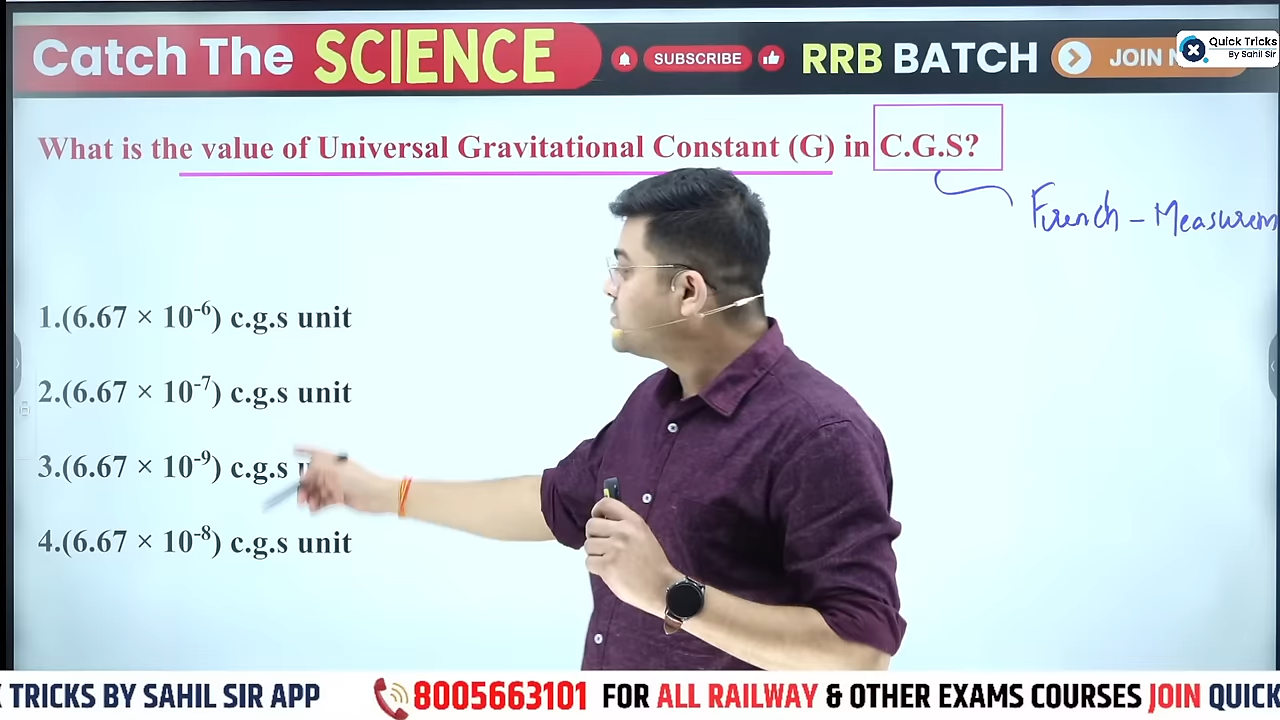 Catch The SCIENCE SUBSCRIBE RRB BATCH JOIN
Quick Tricks
By Sahil Sir
What is the value of Universal Gravitational Constant (G) in C.G.S?
French - Measurem
1.(6.67 × 10⁻⁶) c.g.s unit
2.(6.67 × 10⁻⁷) c.g.s unit
3.(6.67 × 10⁻⁹) c.g.s
4.(6.67 × 10⁻⁸) c.g.s unit
TRICKS BY SAHIL SIR APP 8005663101 FOR ALL RAILWAY & OTHER EXAMS COURSES JOIN QUICK